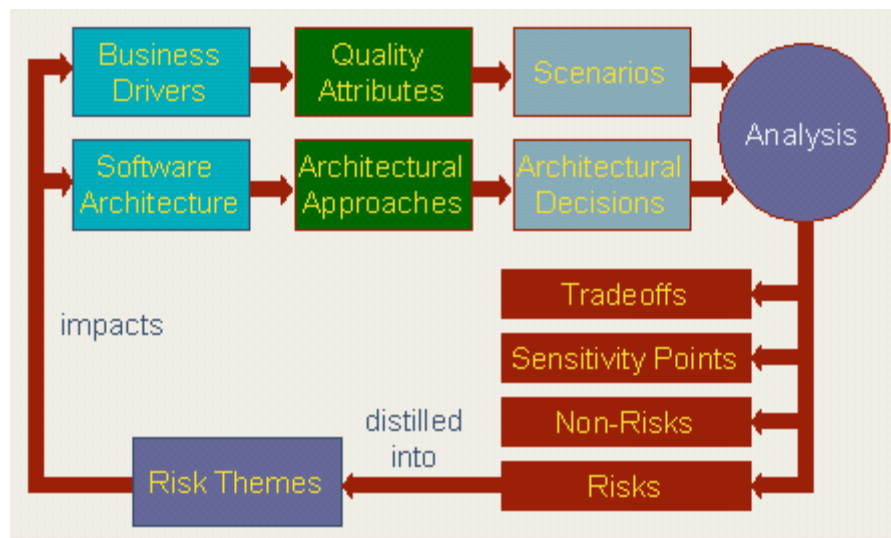 Business
Drivers
Quality
Attributes
Scenarios
Analysis
Software
Architecture
Architectural
Approaches
Architectural
Decisions
Tradeoffs
impacts
Sensitivity Points
distilled
into
Non-Risks
Risk Themes
Risks